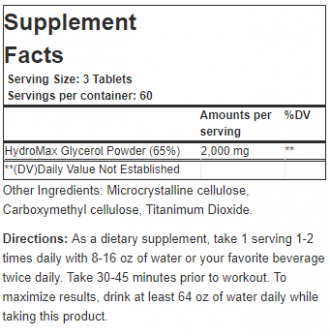 Supplement
Facts
Serving Size: 3 Tablets
Servings per container: 60
Amounts per %DV
serving
HydroMax Glycerol Powder (65%) 2,000 mg **
**(DV)Daily Value Not Established
Other Ingredients: Microcrystalline cellulose,
Carboxymethyl cellulose, Titanimum Dioxide.
Directions: As a dietary supplement, take 1 serving 1-2
times daily with 8-16 oz of water or your favorite beverage
twice daily. Take 30-45 minutes prior to workout. To
maximize results, drink at least 64 oz of water daily while
taking this product.